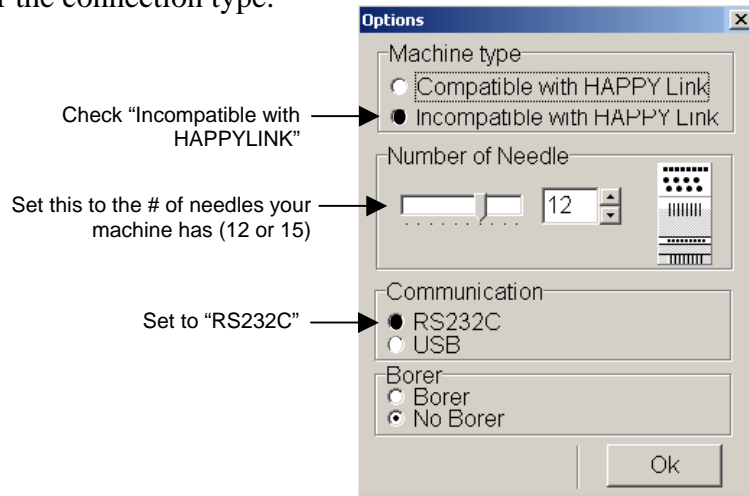 r the connection type.
Options
Machine type
Compatible with HAPPY Link
Check “Incompatible with
HAPPYLINK”
Incompatible with HAPPY Link
Number of Needle
Set this to the # of needles your
machine has (12 or 15)
12
Communication
Set to “RS232C”
RS232C
USB
Borer
Borer
No Borer
Ok